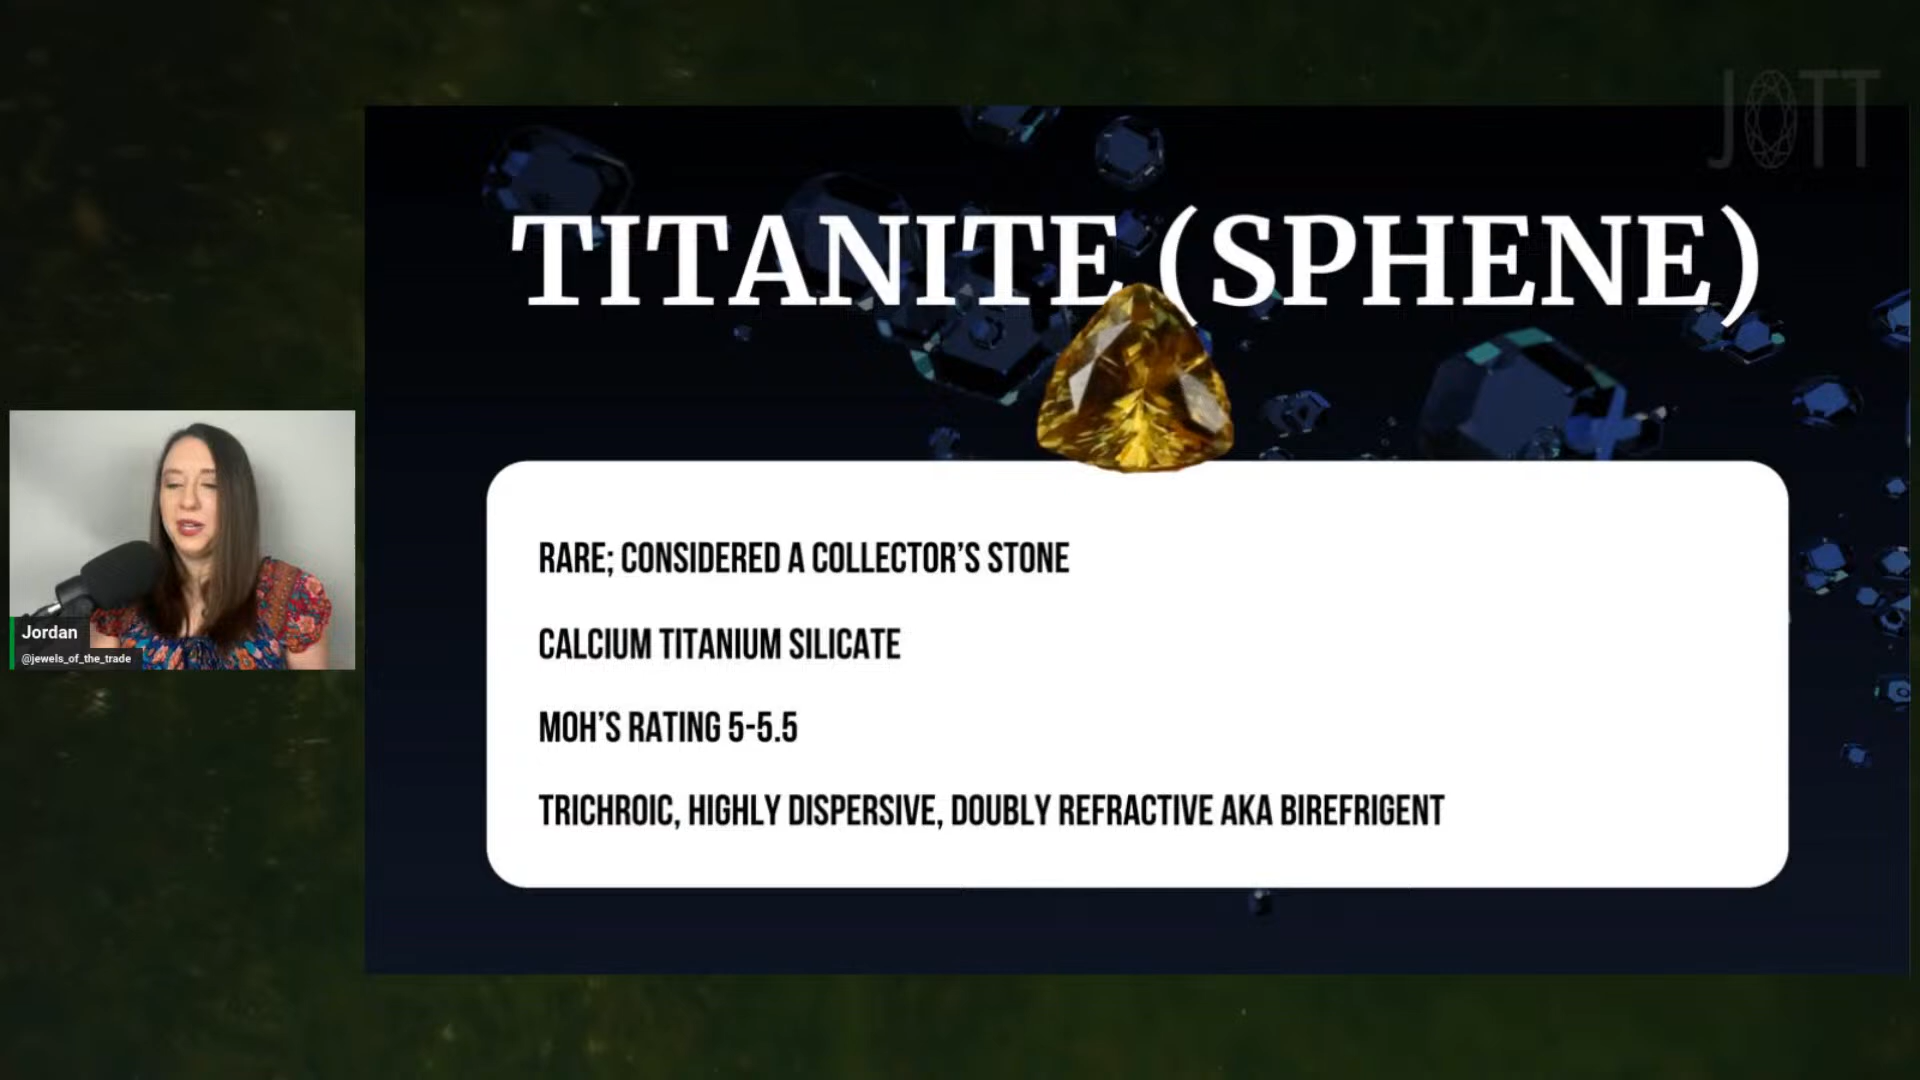 JOTT
TITANITE (SPHENE)
RARE; CONSIDERED A COLLECTOR'S STONE
CALCIUM TITANIUM SILICATE
MOH'S RATING 5-5.5
TRICHROIC, HIGHLY DISPERSIVE, DOUBLY REFRACTIVE AKA BIREFRIGENT
Jordan
@jewels_of_the_trade